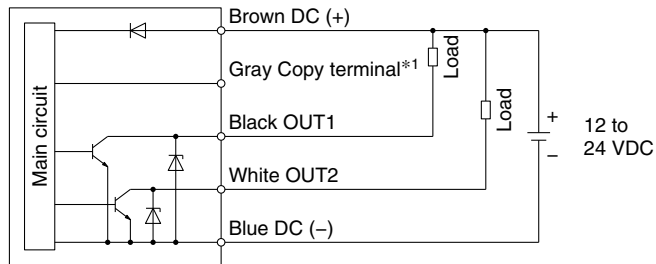 Brown DC (+)
Gray Copy terminal*1
Black OUT1
White OUT2
Blue DC (−)
Main circuit
Load
Load
+
−
12 to
24 VDC